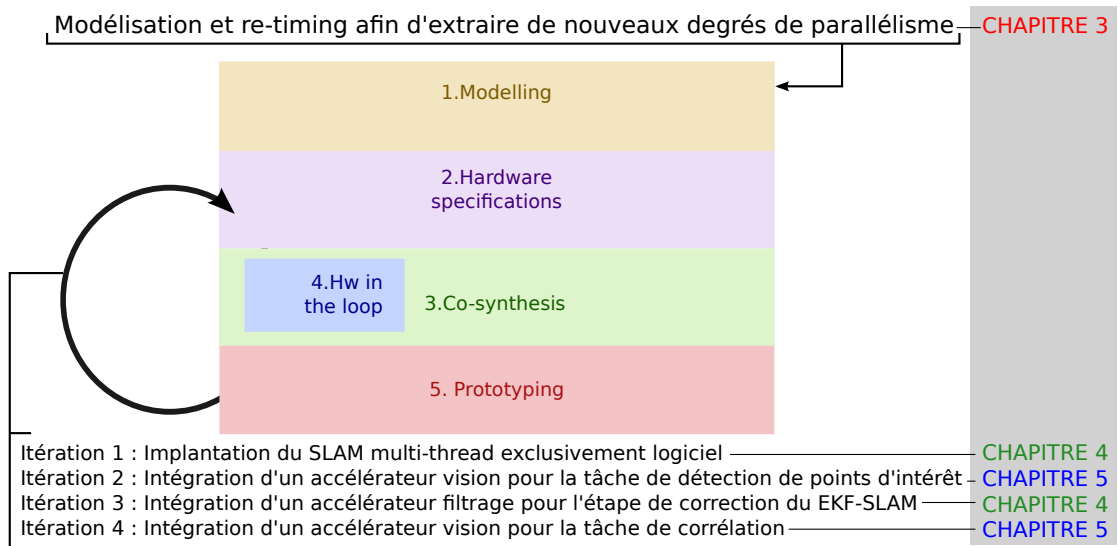 Modélisation et re-timing afin d'extraire de nouveaux degrés de parallélisme CHAPITRE 3
1.Modelling
2.Hardware
specifications
4.Hw in
the loop
3.Co-synthesis
5. Prototyping
Itération 1 : Implantation du SLAM multi-thread exclusivement logiciel CHAPITRE 4
Itération 2 : Intégration d'un accélérateur vision pour la tâche de détection de points d'intérêt CHAPITRE 5
Itération 3 : Intégration d'un accélérateur filtrage pour l'étape de correction du EKF-SLAM CHAPITRE 4
Itération 4 : Intégration d'un accélérateur vision pour la tâche de corrélation CHAPITRE 5